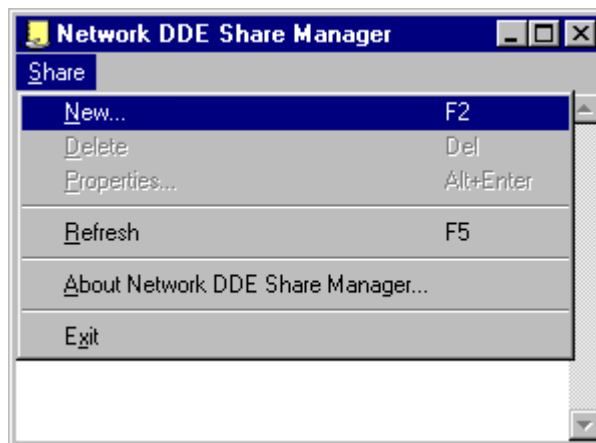 Network DDE Share Manager
Share
New... F2
Delete Del
Properties... Alt+Enter
Refresh F5
About Network DDE Share Manager...
Exit